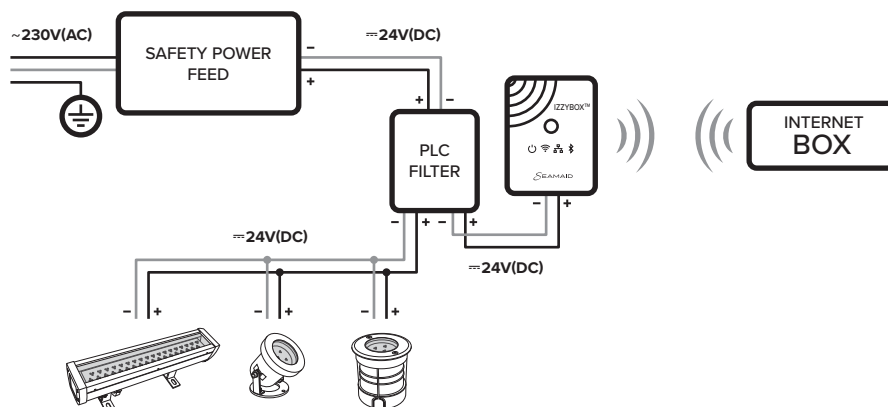 ~230V(AC)
SAFETY POWER
FEED
⎓24V(DC)
-
+
+
-
PLC
FILTER
IZZYBOX™
SEAMAID
INTERNET
BOX
-
+
-
+
-
+
⎓24V(DC)
⎓24V(DC)
-
+
-
+
-
+